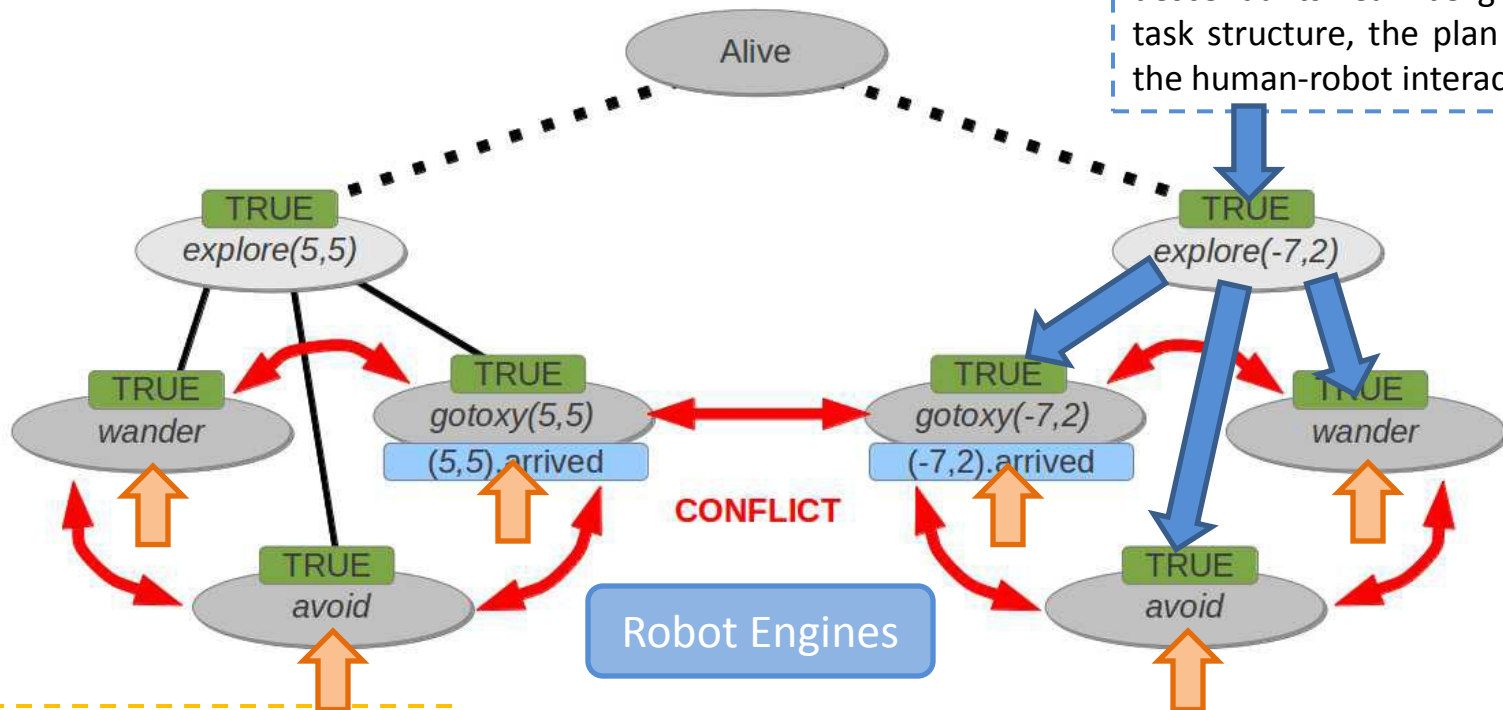 task structure, the plan
the human-robot interac
Alive
TRUE
explore(5,5)
TRUE
explore(-7,2)
TRUE
wander
TRUE
gotoxy(5,5)
(5,5).arrived
TRUE
gotoxy(-7,2)
(-7,2).arrived
TRUE
wander
CONFLICT
TRUE
avoid
Robot Engines
TRUE
avoid